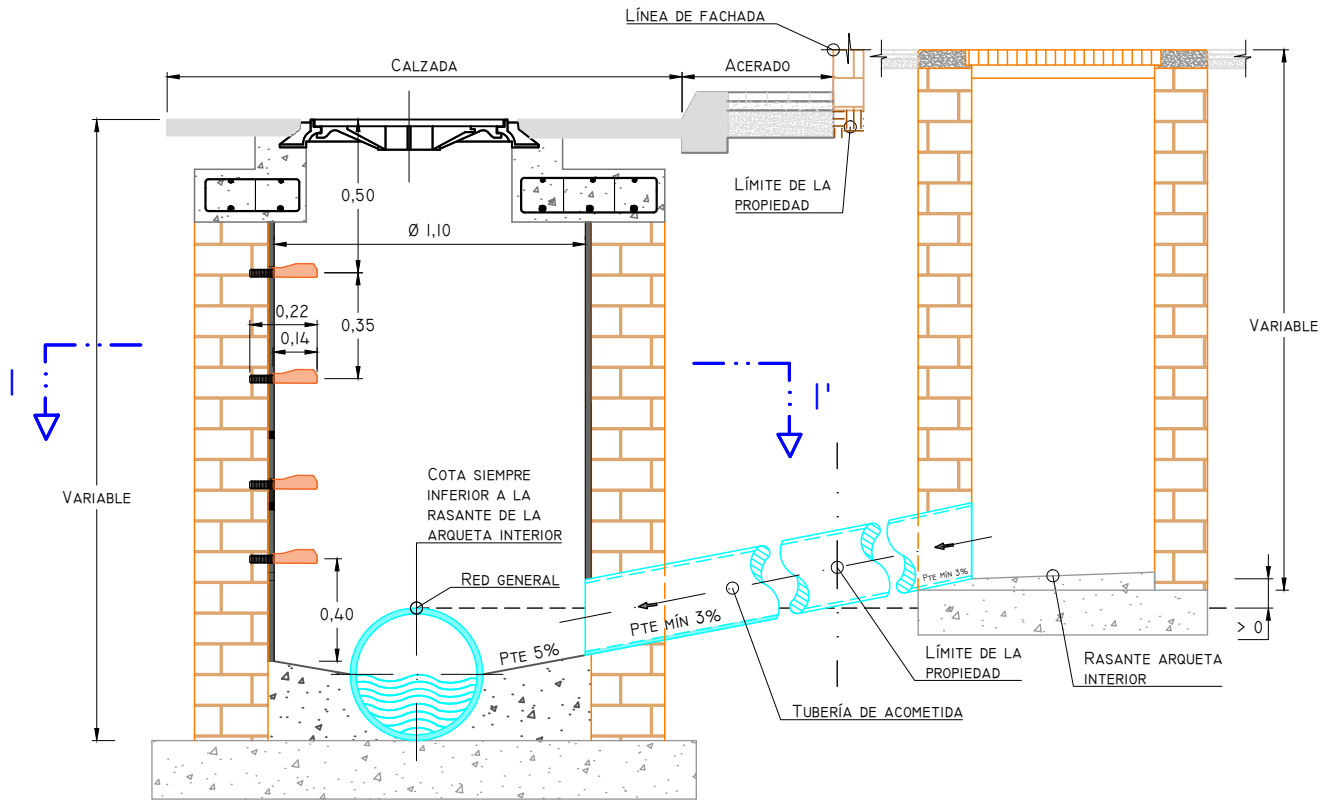 LÍNEA DE FACHADA
CALZADA
ACERADO
0,50
LÍMITE DE LA
PROPIEDAD
Ø 1,10
0,22
0,14
0,35
VARIABLE
I
I'
VARIABLE
COTA SIEMPRE
INFERIOR A LA
RASANTE DE LA
ARQUETA INTERIOR
RED GENERAL
0,40
PTE 5%
PTE MÍN 3%
PTE MÍN 3%
> 0
LÍMITE DE LA
PROPIEDAD
RASANTE ARQUETA
INTERIOR
TUBERÍA DE ACOMETIDA